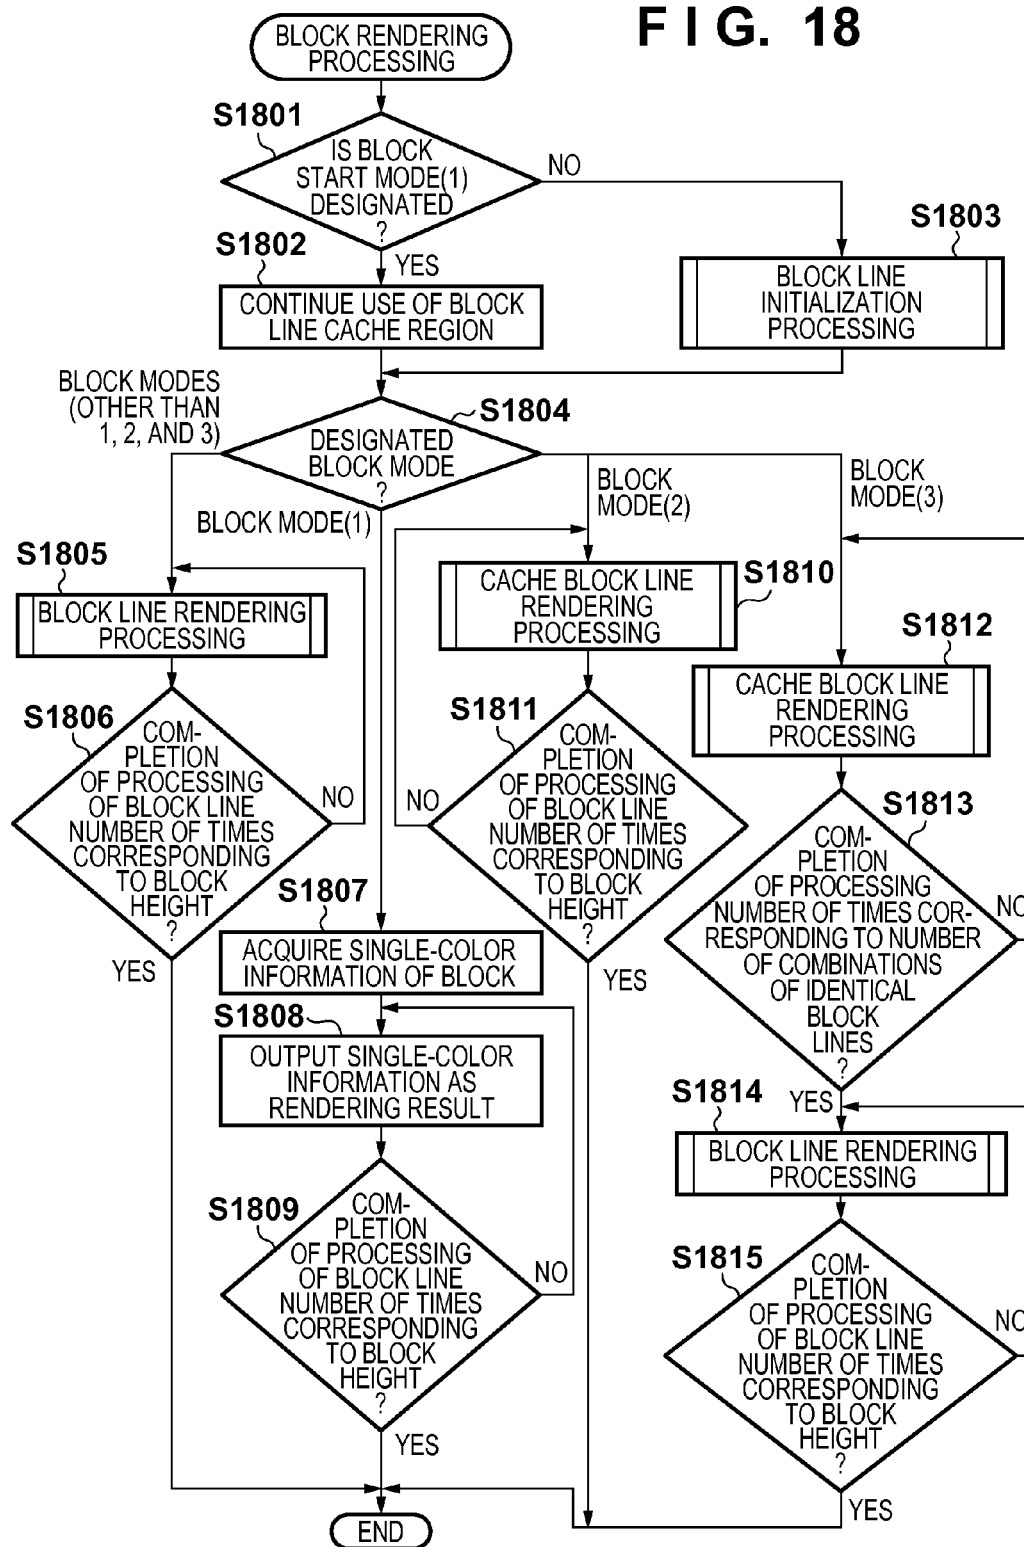 FIG. 18
BLOCK RENDERING
PROCESSING
S1801
IS BLOCK
START MODE(1)
DESIGNATED
?
NO
YES
S1802
CONTINUE USE OF BLOCK
LINE CACHE REGION
S1803
BLOCK LINE
INITIALIZATION
PROCESSING
BLOCK MODES
(OTHER THAN
1, 2, AND 3)
S1804
DESIGNATED
BLOCK MODE
?
BLOCK MODE(1)
BLOCK
MODE(2)
BLOCK
MODE(3)
S1805
BLOCK LINE RENDERING
PROCESSING
S1806
COM-
PLETION
OF PROCESSING
OF BLOCK LINE
NUMBER OF TIMES
CORRESPONDING
TO BLOCK
HEIGHT
?
NO
YES
S1807
ACQUIRE SINGLE-COLOR
INFORMATION OF BLOCK
S1808
OUTPUT SINGLE-COLOR
INFORMATION AS
RENDERING RESULT
S1809
COM-
PLETION
OF PROCESSING
OF BLOCK LINE
NUMBER OF TIMES
CORRESPONDING
TO BLOCK
HEIGHT
?
NO
YES
S1810
CACHE BLOCK LINE
RENDERING
PROCESSING
S1811
COM-
PLETION
OF PROCESSING
OF BLOCK LINE
NUMBER OF TIMES
CORRESPONDING
TO BLOCK
HEIGHT
?
NO
YES
S1812
CACHE BLOCK LINE
RENDERING
PROCESSING
S1813
COM-
PLETION
OF PROCESSING
NUMBER OF TIMES COR-
RESPONDING TO NUMBER
OF COMBINATIONS
OF IDENTICAL
BLOCK
LINES
?
NO
YES
S1814
BLOCK LINE RENDERING
PROCESSING
S1815
COM-
PLETION
OF PROCESSING
OF BLOCK LINE
NUMBER OF TIMES
CORRESPONDING
TO BLOCK
HEIGHT
?
NO
YES
END